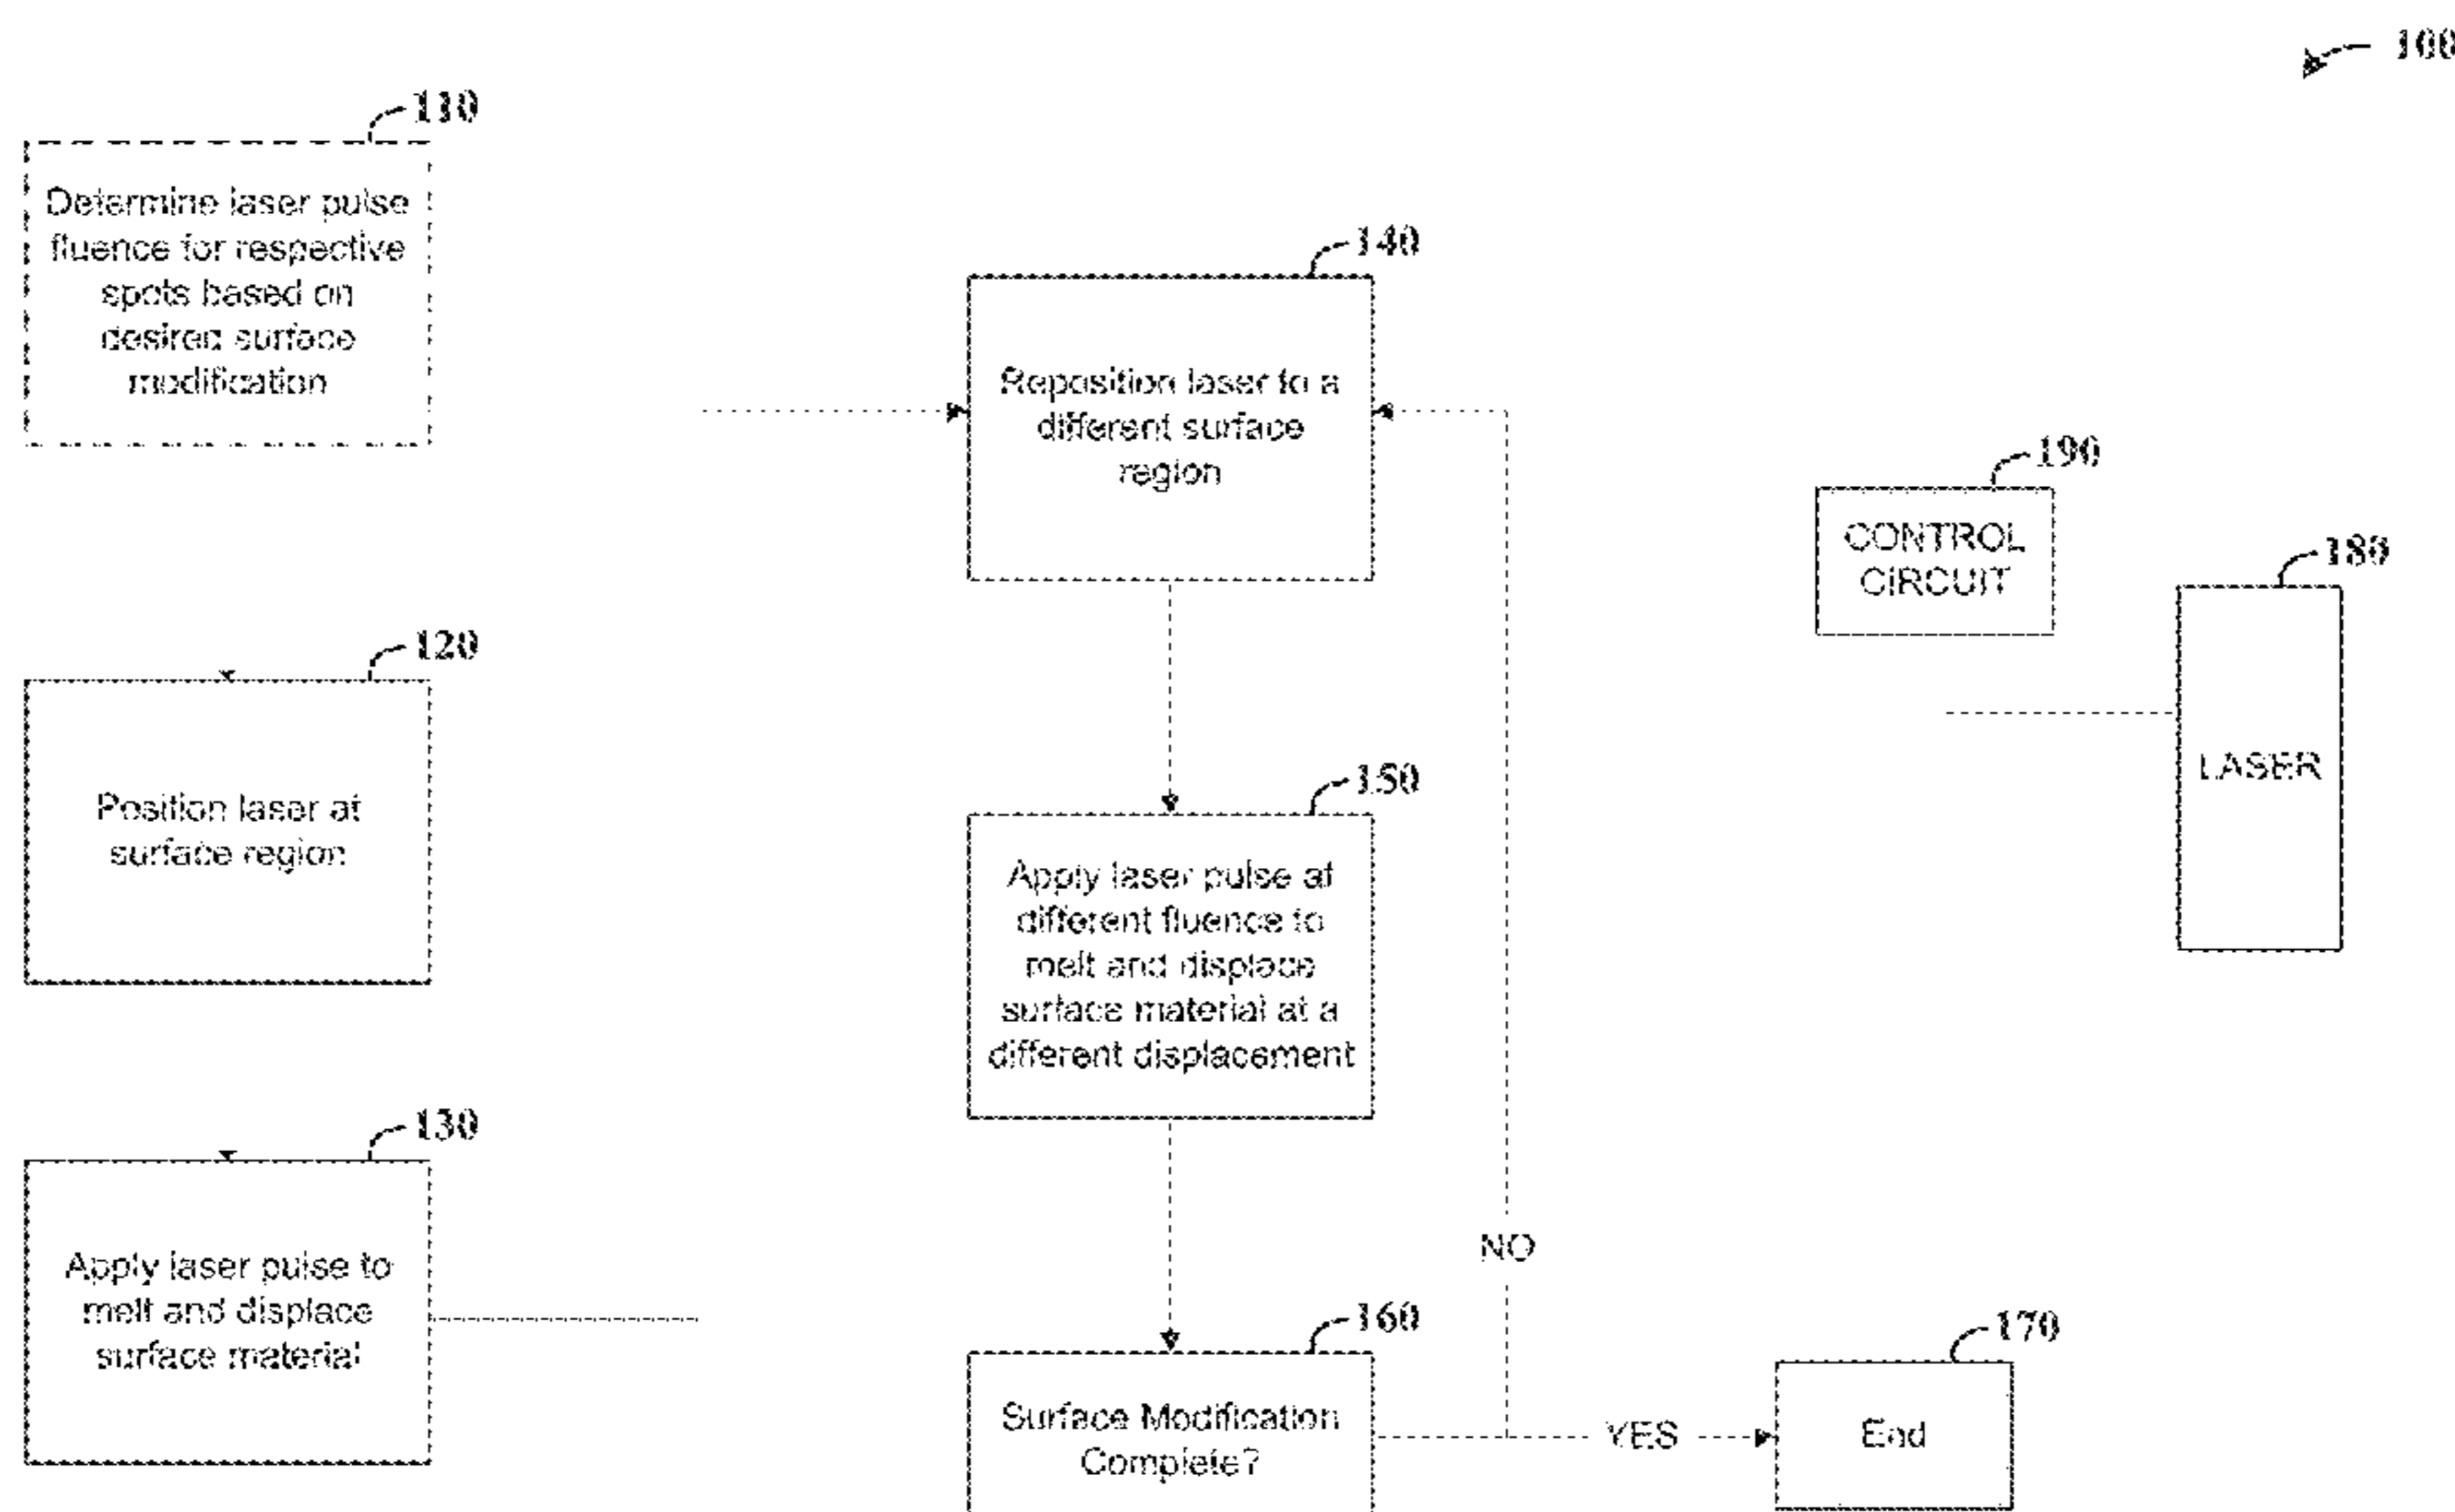 100
110
Determine laser pulse
fluence for respective
spots based on
desired surface
modification
120
Position laser at
surface region
130
Apply laser pulse to
melt and displace
surface material
140
Reposition laser to a
different surface
region
150
Apply laser pulse at
different fluence to
melt and displace
surface material at a
different displacement
160
Surface Modification
Complete?
NO
YES
170
End
190
CONTROL
CIRCUIT
180
LASER